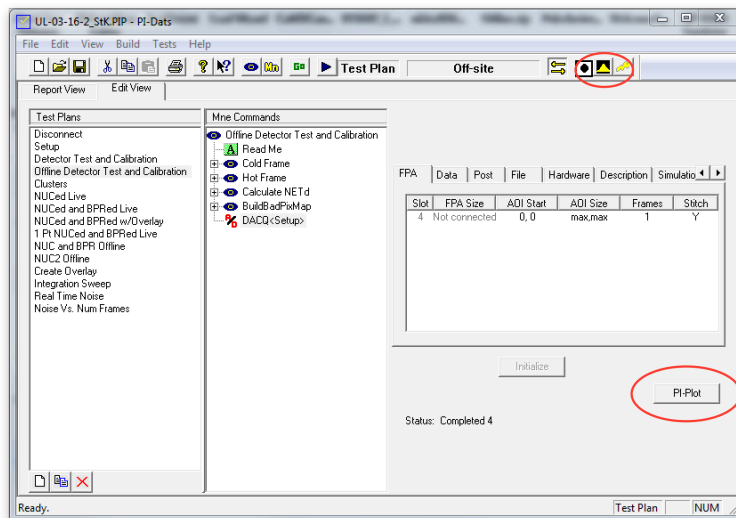 UL-03-16-2_StK.PIP - PI-Dats
File Edit View Build Tests Help
Mn Go Test Plan Off-site
Report View Edit View
Test Plans
Disconnect
Setup
Detector Test and Calibration
Offline Detector Test and Calibration
Clusters
NUCed Live
NUCed and BPRed Live
NUCed and BPRed w/Overlay
1 Pt NUCed and BPRed Live
NUC and BPR Offline
NUC2 Offline
Create Overlay
Integration Sweep
Real Time Noise
Noise Vs. Num Frames
Mne Commands
Offline Detector Test and Calibration
A Read Me
Cold Frame
Hot Frame
Calculate NETd
BuildBadPixMap
DACQ<Setup>
FPA Data Post File Hardware Description Simulatio
Slot FPA Size AOI Start AOI Size Frames Stitch
4 Not connected 0, 0 max,max 1 Y
Initialize
PI-Plot
Status: Completed 4
Ready.
Test Plan NUM